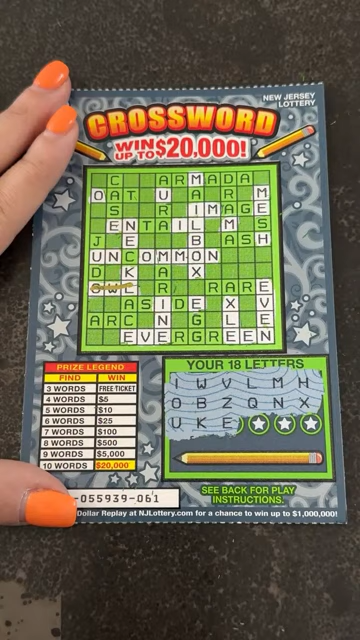 NEW JERSEY
LOTTERY
CROSSWORD
WIN
UP TO $20,000!
ARMADA
OAT
IMAGE
ENTAIL
ASH
UNCOMMON
OWE
RARE
ASIDE
ARC
EVERGREEN
PRIZE LEGEND
FIND WIN
3 WORDS FREE TICKET
4 WORDS $5
5 WORDS $10
6 WORDS $25
7 WORDS $100
8 WORDS $500
9 WORDS $5,000
10 WORDS $20,000
YOUR 18 LETTERS
I W V L M H
O B Z Q N X
U K E
-055939-061
SEE BACK FOR PLAY
INSTRUCTIONS.
Dollar Replay at NJLottery.com for a chance to win up to $1,000,000!